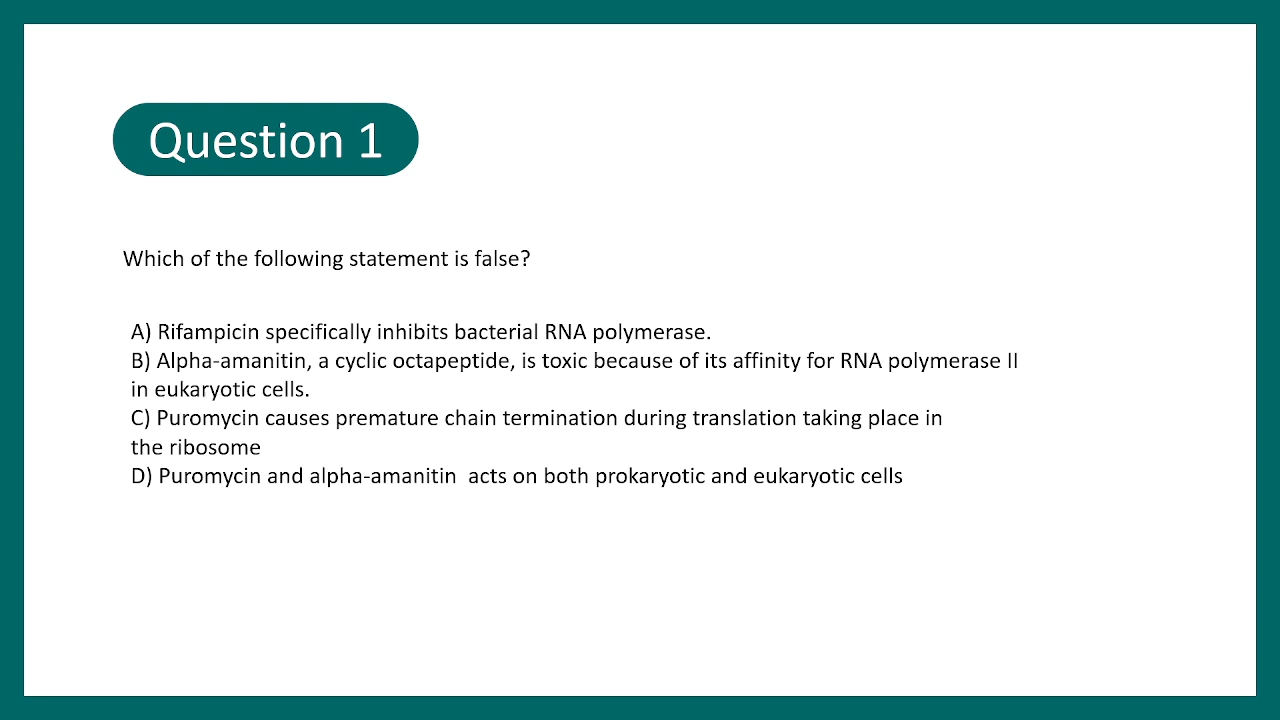 Question 1
Which of the following statement is false?
A) Rifampicin specifically inhibits bacterial RNA polymerase.
B) Alpha-amanitin, a cyclic octapeptide, is toxic because of its affinity for RNA polymerase II
in eukaryotic cells.
C) Puromycin causes premature chain termination during translation taking place in
the ribosome
D) Puromycin and alpha-amanitin  acts on both prokaryotic and eukaryotic cells